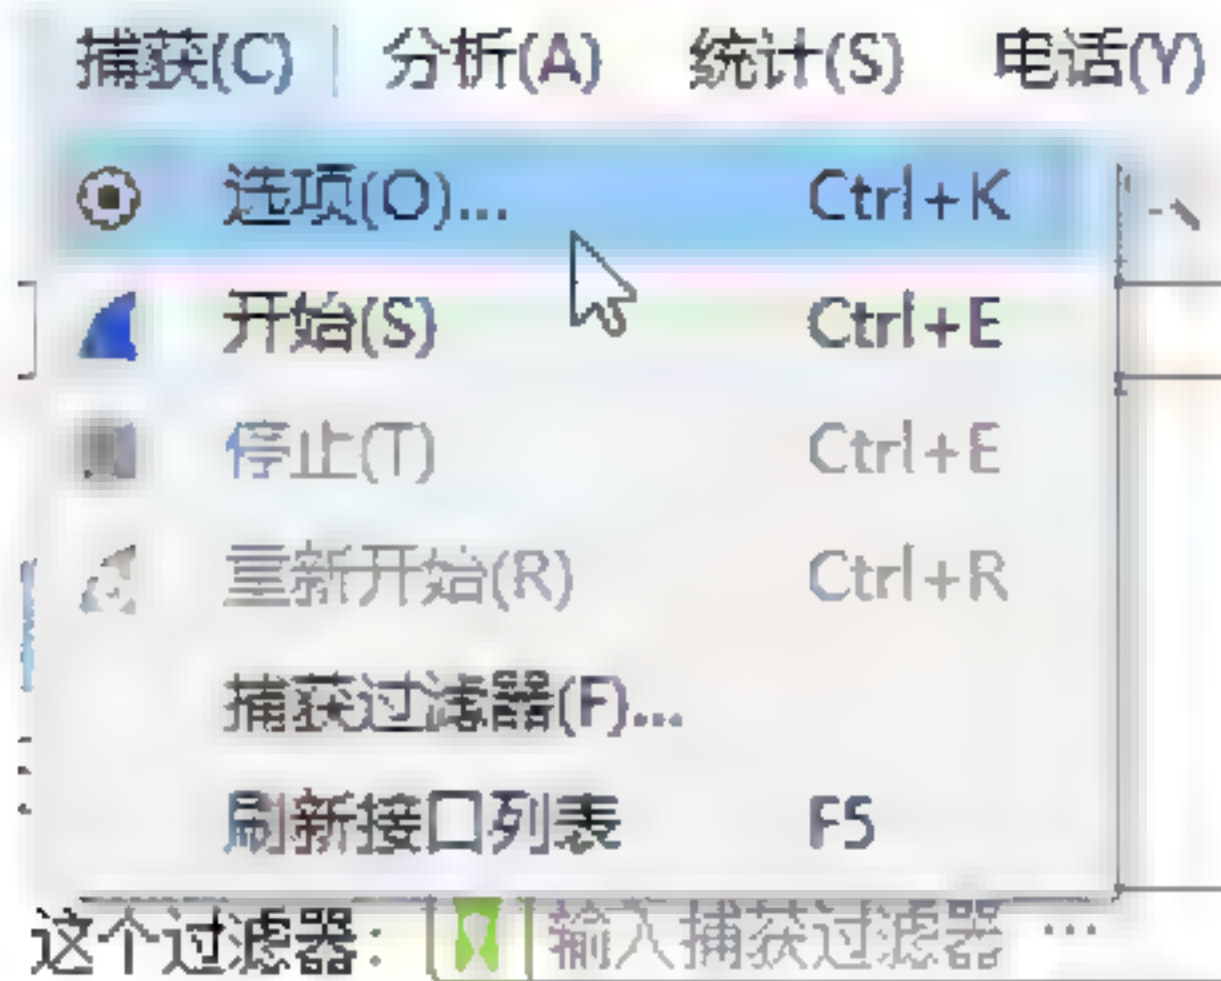 捕获(C) 分析(A) 统计(S) 电话(Y)
选项(O)... Ctrl+K
开始(S) Ctrl+E
停止(T) Ctrl+E
重新开始(R) Ctrl+R
捕获过滤器(F)...
刷新接口列表 F5
这个过滤器: 输入捕获过滤器 …